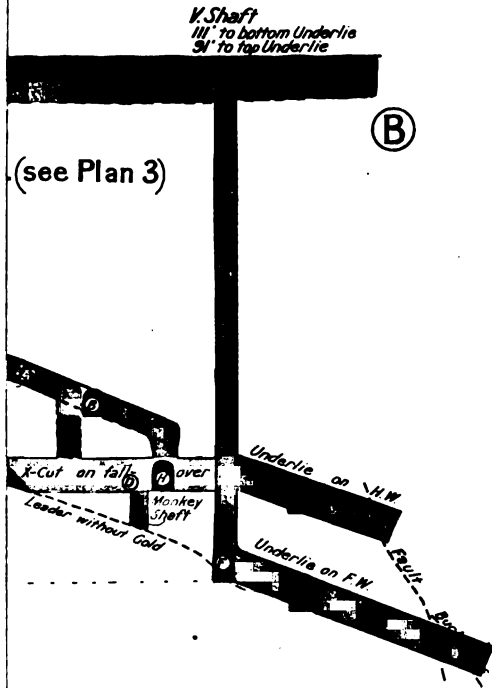 V. Shaft
111' to bottom Underlie
91' to top Underlie
B
(see Plan 3)
X-Cut on fall over
Monkey
Shaft
Leader without Gold
Underlie on H.W.
Underlie on F.W.
Fault